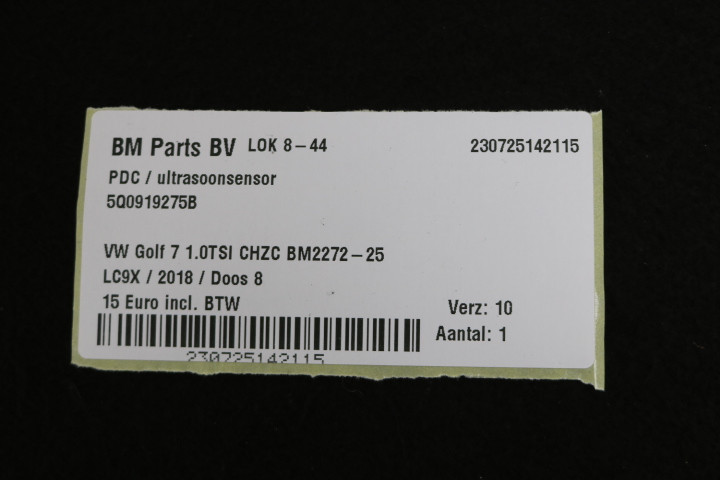 BM Parts BV LOK 8-44 230725142115
PDC / ultrasoonsensor
5Q0919275B
VW Golf 7 1.0TSI CHZC BM2272-25
LC9X / 2018 / Doos 8
15 Euro incl. BTW Verz: 10
Aantal: 1
230725142115